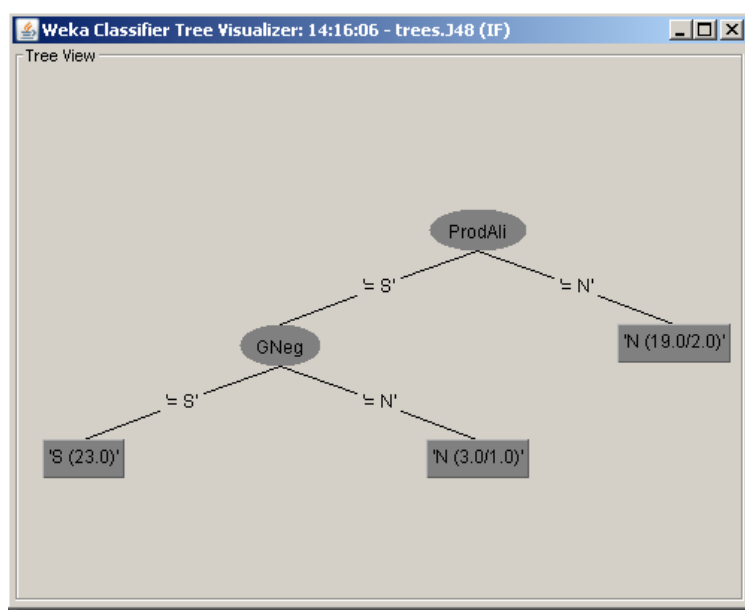 Weka Classifier Tree Visualizer: 14:16:06 - trees.J48 (IF)
Tree View
ProdAli
'= S'
'= N'
GNeg
'N (19.0/2.0)'
'= S'
'= N'
'S (23.0)'
'N (3.0/1.0)'